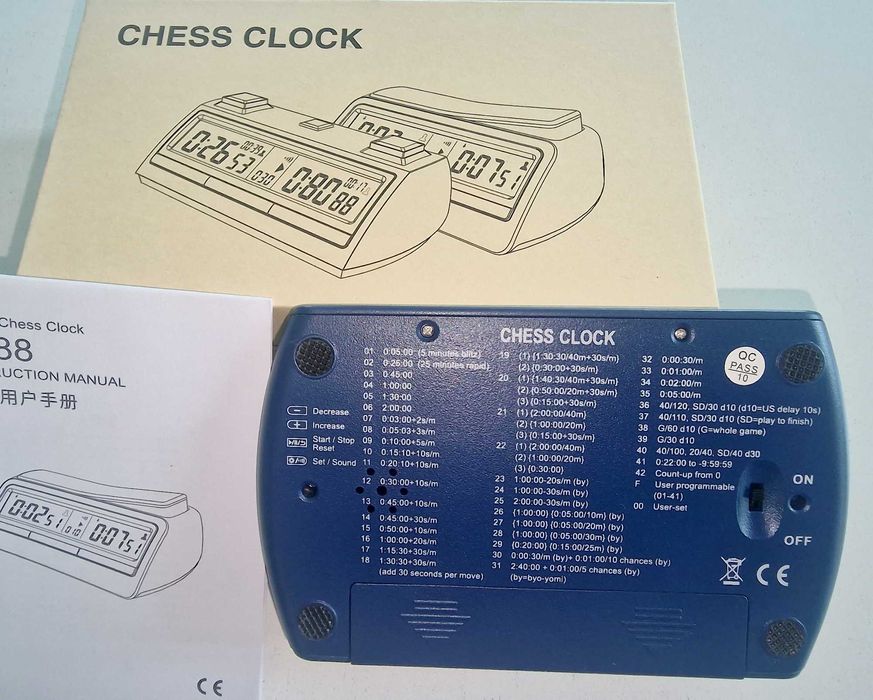 CHESS CLOCK
0:26 53
00:39
030
0:80 88
00:17
0:07 51
Chess Clock
88
RUCTION MANUAL
用户手册
0:02 51
010
0:07 51
CE
CHESS CLOCK
Decrease
Increase
Start / Stop
Reset
Set / Sound
01 0:05:00 (5 minutes blitz)
02 0:25:00 (25 minutes rapid)
03 0:45:00
04 1:00:00
05 1:30:00
06 2:00:00
07 0:03:00+2s/m
08 0:05:03+3s/m
09 0:10:00+5s/m
10 0:15:10+10s/m
11 0:20:10+10s/m
12 0:30:00+10s/m
13 0:45:00+10s/m
14 0:45:00+30s/m
15 0:50:00+10s/m
16 1:00:00+20s/m
17 1:15:30+30s/m
18 1:30:30+30s/m
(add 30 seconds per move)
19 (1) {1:30:30/40m+30s/m}
(2) {0:30:00+30s/m}
20 (1) {1:40:30/40m+30s/m}
(2) {0:50:00/20m+30s/m}
(3) {0:15:00+30s/m}
21 (1) {2:00:00/40m}
(2) {1:00:00/20m}
(3) {0:15:00+30s/m}
22 (1) {2:00:00/40m}
(2) {1:00:00/20m}
(3) {0:30:00}
23 1:00:00-20s/m (by)
24 1:00:00-30s/m (by)
25 2:00:00-30s/m (by)
26 {1:00:00} {0:05:00/10m} (by)
27 {1:00:00} {0:05:00/20m} (by)
28 {1:00:00} {0:05:00/30m} (by)
29 {0:20:00} {0:15:00/25m} (by)
30 0:00:30/m (by)+ 0:01:00/10 chances (by)
31 2:40:00 + 0:01:00/5 chances (by)
(by=byo-yomi)
32 0:00:30/m
33 0:01:00/m
34 0:02:00/m
35 0:05:00/m
36 40/120, SD/30 d10 (d10=US delay 10s)
37 40/110, SD/30 d10 (SD=play to finish)
38 G/60 d10 (G=whole game)
39 G/30 d10
40 40/100, 20/40, SD/40 d30
41 0:22:00 to -9:59:59
42 Count-up from 0
F User programmable
(01-41)
00 User-set
QC
PASS
10
ON
OFF
CE